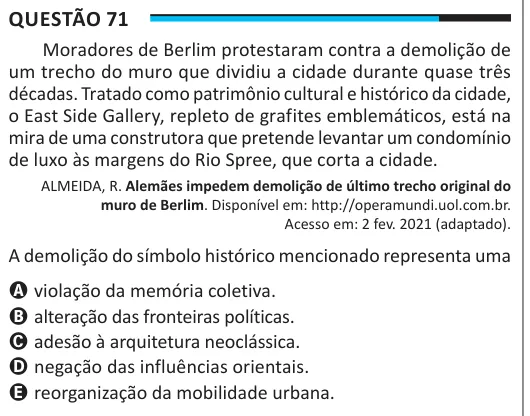 QUESTÃO 71
Moradores de Berlim protestaram contra a demolição de
um trecho do muro que dividiu a cidade durante quase três
décadas. Tratado como patrimônio cultural e histórico da cidade,
o East Side Gallery, repleto de grafites emblemáticos, está na
mira de uma construtora que pretende levantar um condomínio
de luxo às margens do Rio Spree, que corta a cidade.
ALMEIDA, R. Alemães impedem demolição de último trecho original do
muro de Berlim. Disponível em: http://operamundi.uol.com.br.
Acesso em: 2 fev. 2021 (adaptado).
A demolição do símbolo histórico mencionado representa uma
A violação da memória coletiva.
B alteração das fronteiras políticas.
C adesão à arquitetura neoclássica.
D negação das influências orientais.
E reorganização da mobilidade urbana.